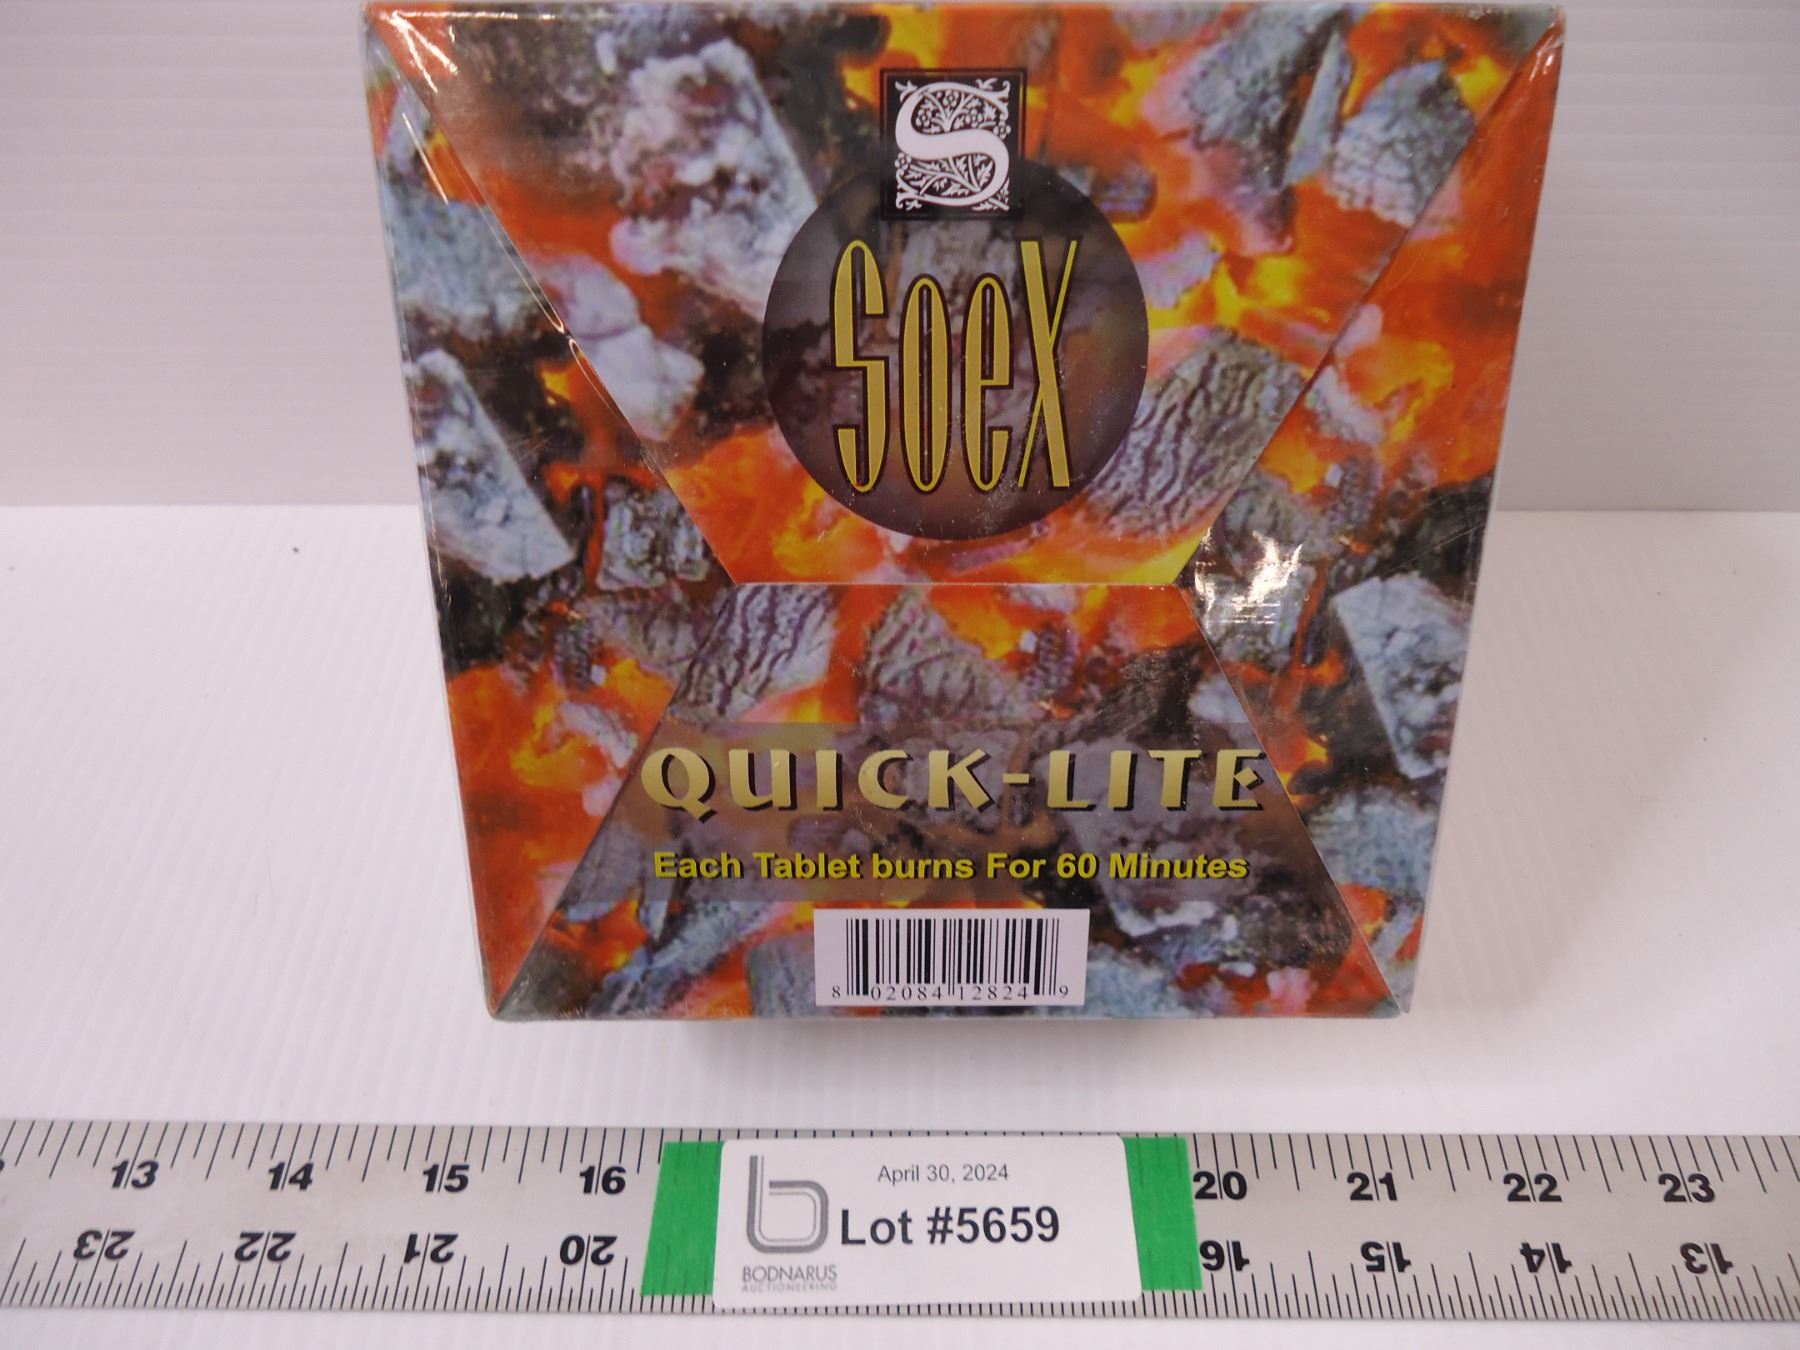 S
SoeX
QUICK-LITE
Each Tablet burns For 60 Minutes
8 02084 12824 9
13 14 15 16 20 21 22 23
April 30, 2024
Lot #5659
BODNARUS
AUCTIONEERING
23 22 21 20 16 15 14 13